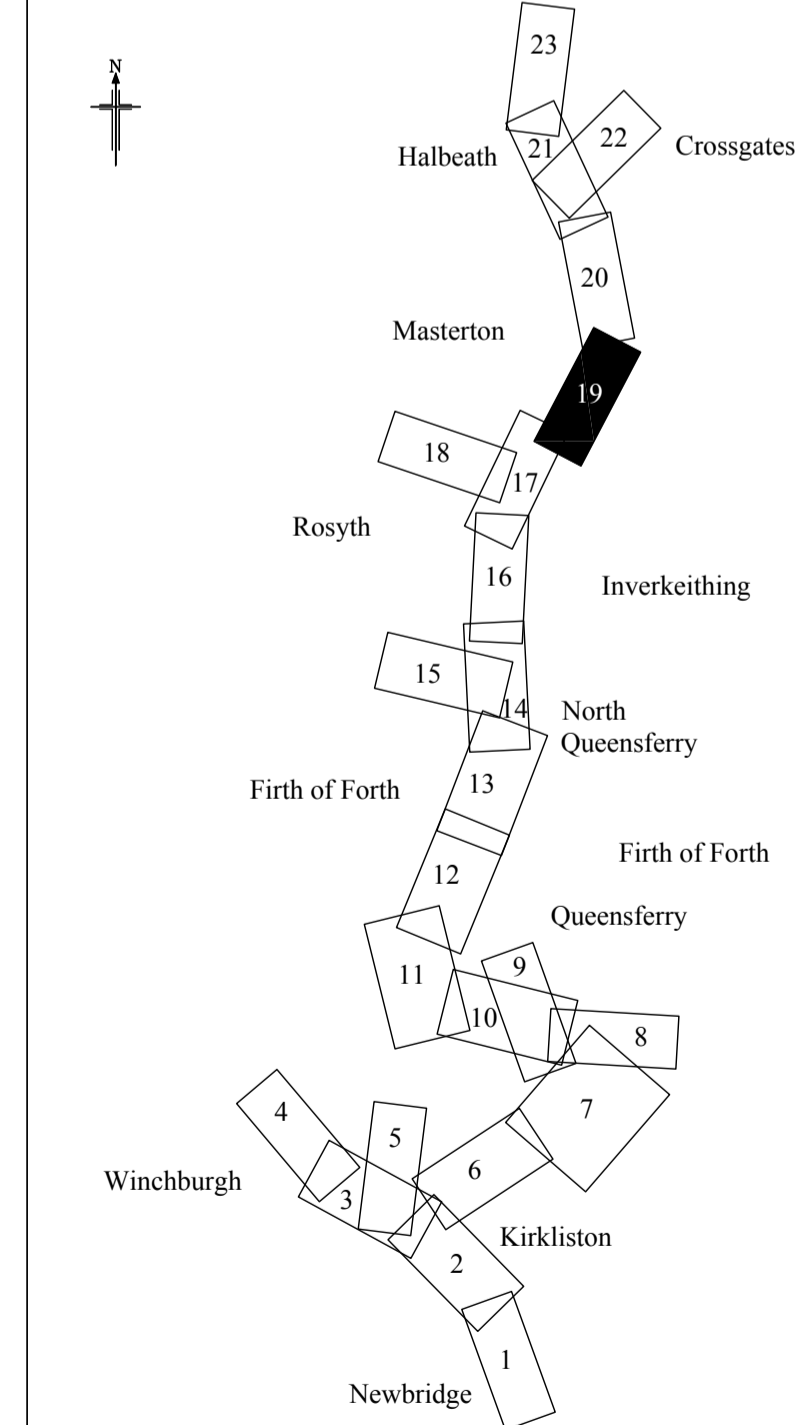 23
N
22
Crossgates
21
Halbeath
20
Masterton
19
18
17
Rosyth
16
Inverkeithing
15
14
North
Queensferry
13
Firth of Forth
Firth of Forth
12
Queensferry
9
11
10
8
7
4
5
6
Winchburgh
3
Kirkliston
2
1
Newbridge